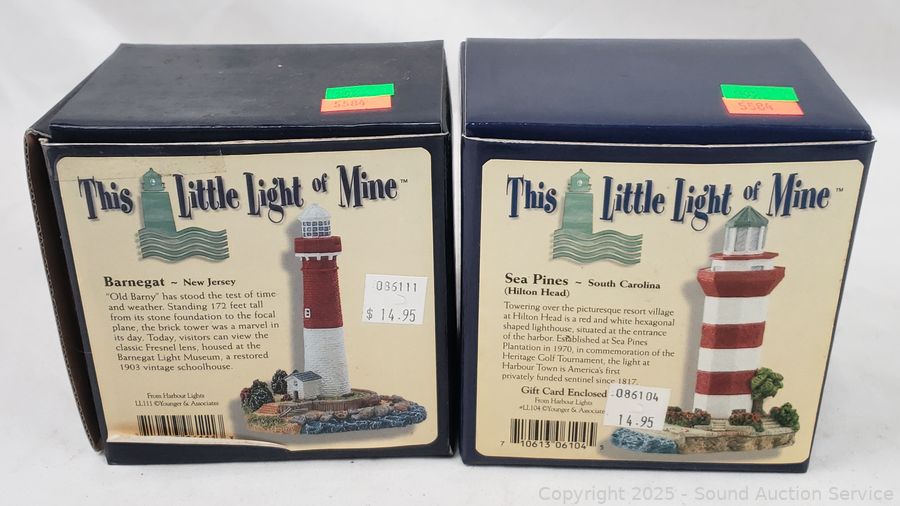 5584
This Little Light of Mine™
Barnegat ~ New Jersey
"Old Barny" has stood the test of time
and weather. Standing 172 feet tall
from its stone foundation to the focal
plane, the brick tower was a marvel in
its day. Today, visitors can view the
classic Fresnel lens, housed at the
Barnegat Light Museum, a restored
1903 vintage schoolhouse.
From Harbour Lights
LL111 ©Younger & Associates
086111
$ 14.95
B
5584
This Little Light of Mine™
Sea Pines ~ South Carolina
(Hilton Head)
Towering over the picturesque resort village
at Hilton Head is a red and white hexagonal
shaped lighthouse, situated at the entrance
of the harbor. Established at Sea Pines
Plantation in 1970, in commemoration of the
Heritage Golf Tournament, the light at
Harbour Town is America's first
privately funded sentinel since 1817.
Gift Card Enclosed
From Harbour Lights
#LL104 ©Younger & Associate
086104
14.95
7 10613 06104
Copyright 2025 - Sound Auction Service